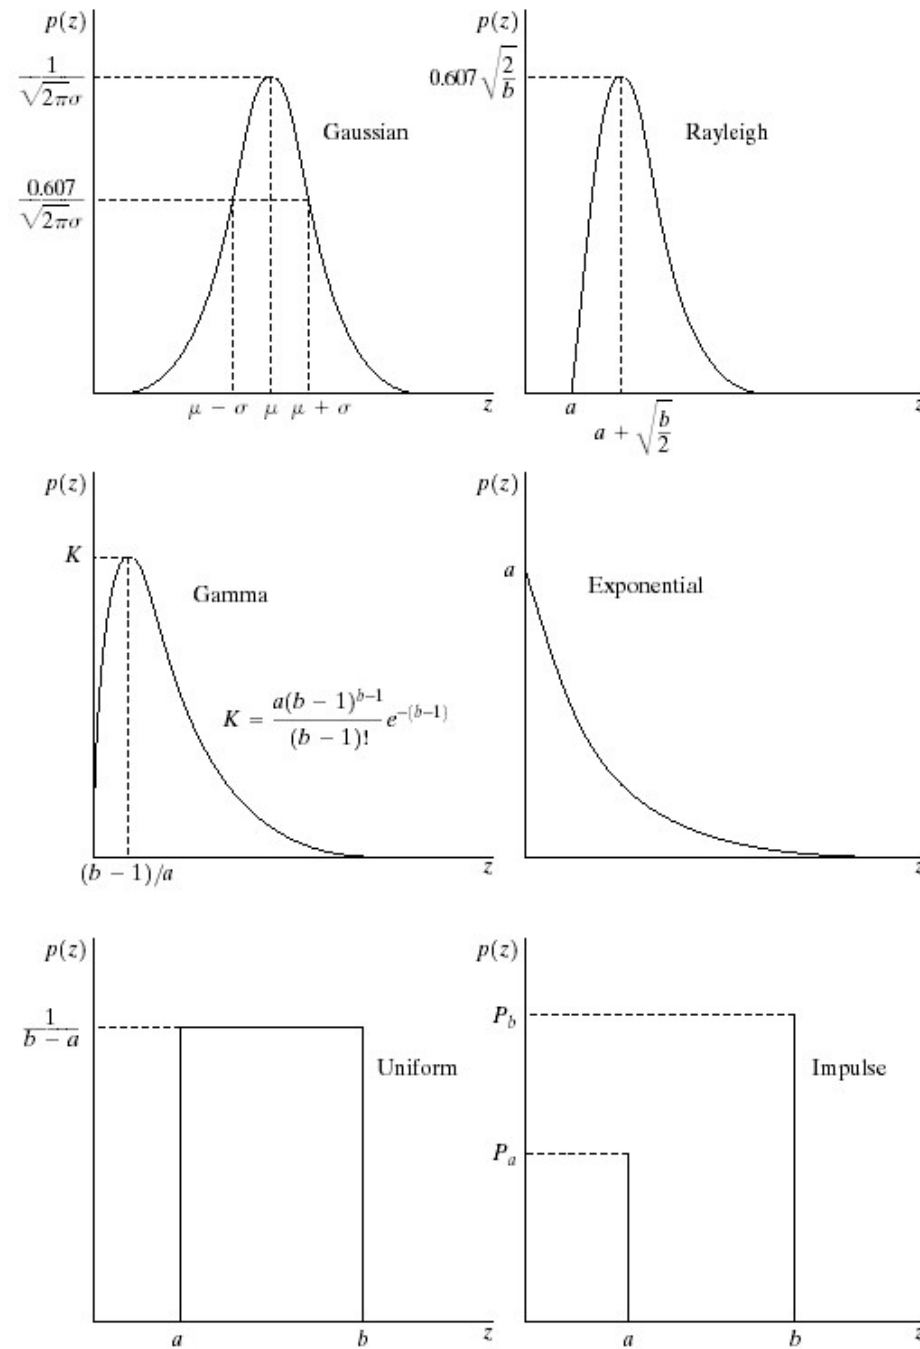 p(z)
1/√2πσ
Gaussian
0.607/√2πσ
μ − σ μ μ + σ z
p(z)
0.607√2/b
Rayleigh
a z
a + √b/2
p(z)
K
Gamma
K = a(b − 1)^{b−1}/(b − 1)! e^{−(b−1)}
(b − 1)/a z
p(z)
a
Exponential
z
p(z)
1/b − a
Uniform
a b z
p(z)
P_b
Impulse
P_a
a b z